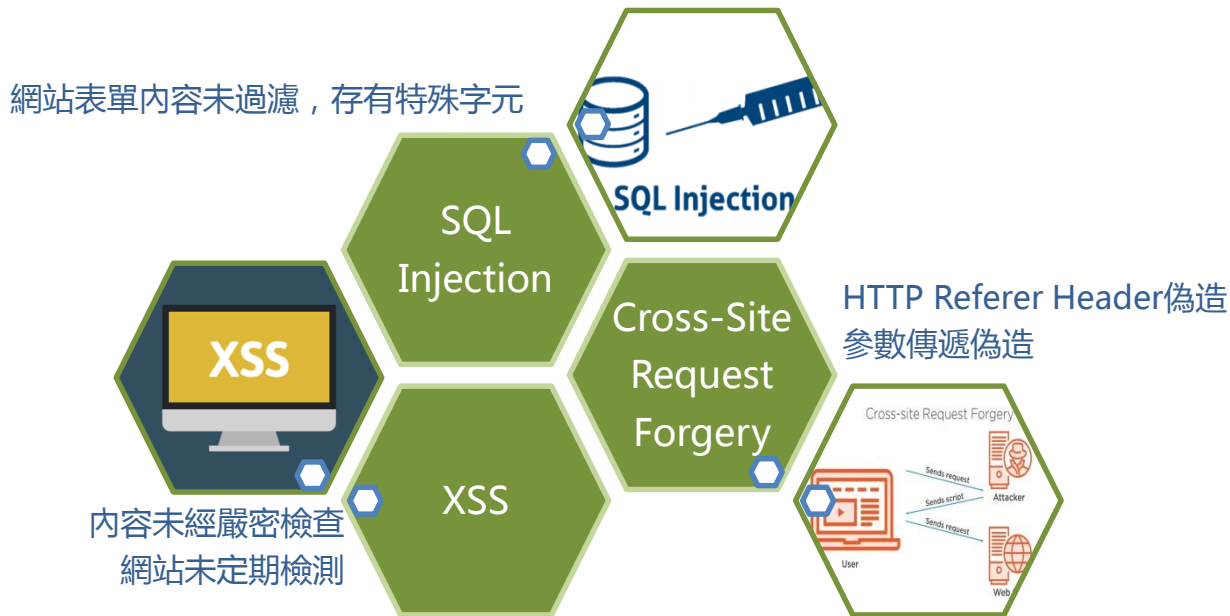 網站表單內容未過濾，存有特殊字元
SQL Injection
SQL
Injection
XSS
Cross-Site
Request
Forgery
HTTP Referer Header偽造
參數傳遞偽造
XSS
內容未經嚴密檢查
網站未定期檢測
Cross-site Request Forgery
Sends request
Attacker
Sends script
Sends request
User
Web